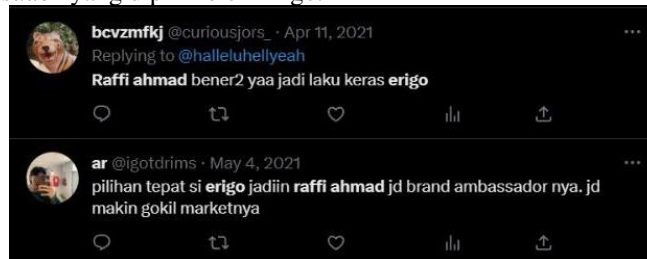 bcvzmfkj @curiousjors_ · Apr 11, 2021
Replying to @halleluhellyeah
Raffi ahmad bener2 yaa jadi laku keras erigo
ar @igotdrims · May 4, 2021
pilihan tepat si erigo jadiin raffi ahmad jd brand ambassador nya. jd
makin gokil marketnya